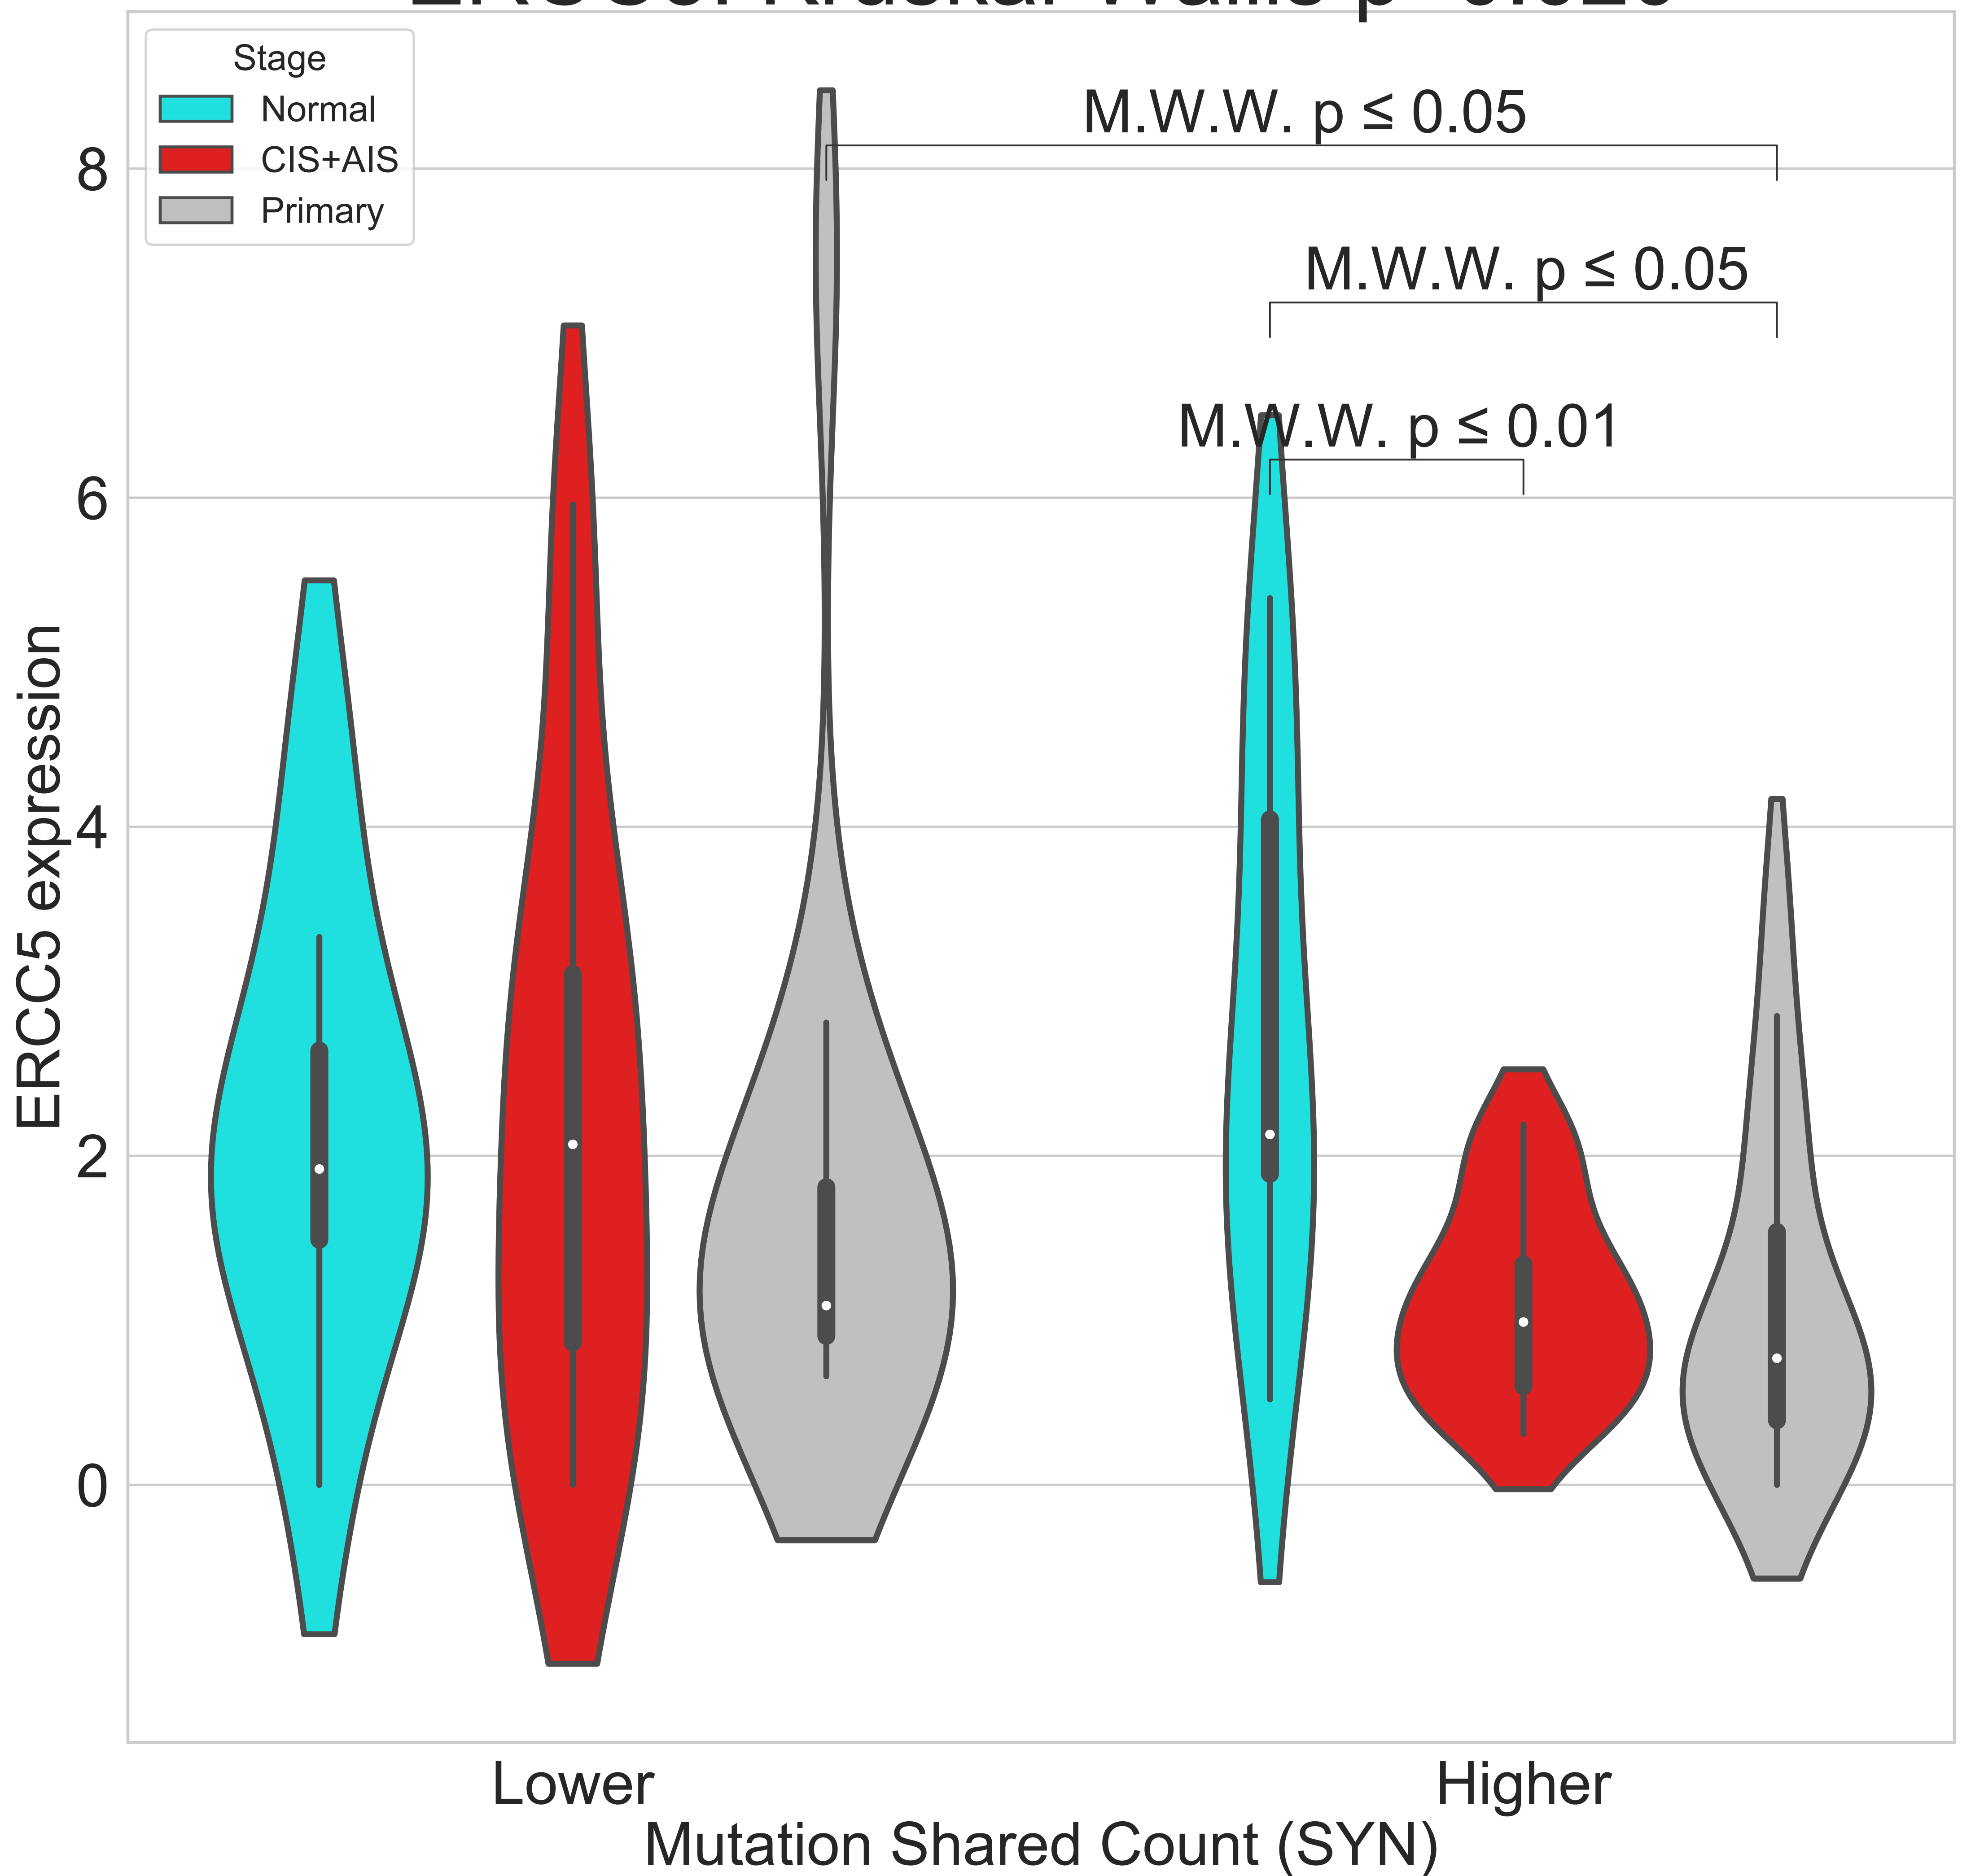 Stage
Normal
CIS+AIS
Primary
M.W.W. p ≤ 0.05
M.W.W. p ≤ 0.05
M.W.W. p ≤ 0.01
8
6
4
2
0
ERCC5 expression
Lower
Higher
Mutation Shared Count (SYN)